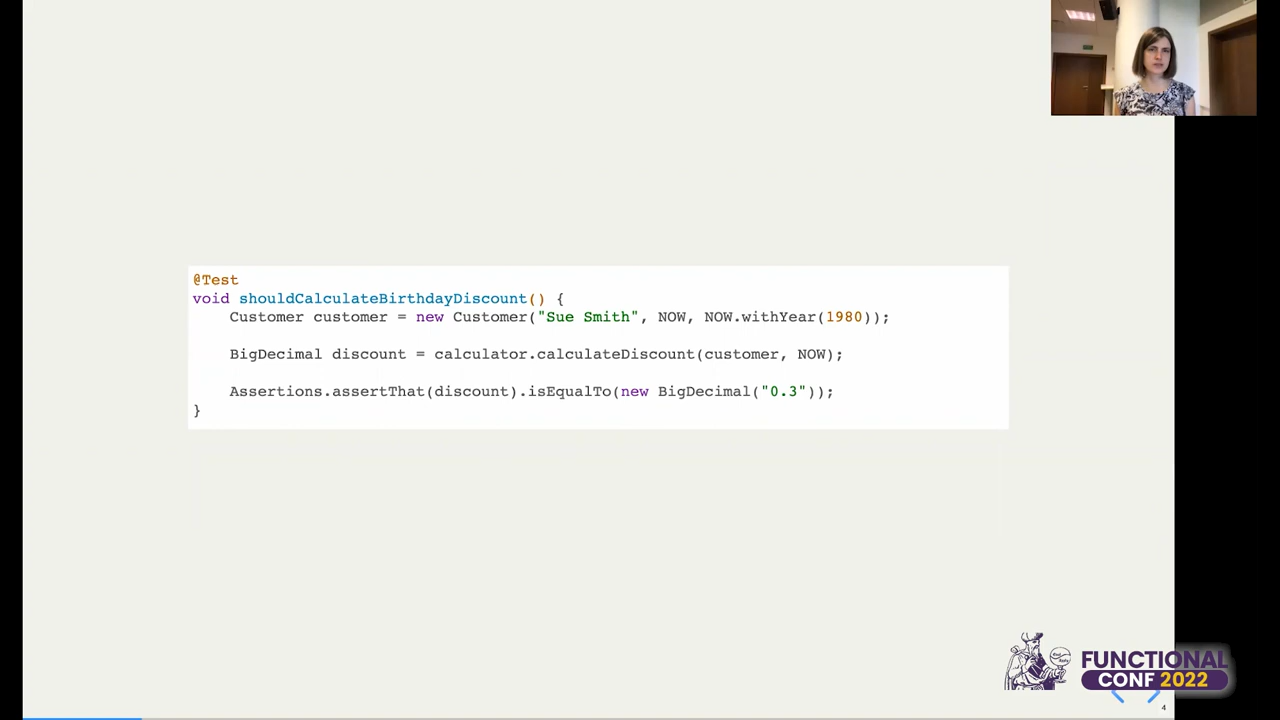 @Test
void shouldCalculateBirthdayDiscount() {
    Customer customer = new Customer("Sue Smith", NOW, NOW.withYear(1980));
    BigDecimal discount = calculator.calculateDiscount(customer, NOW);
    Assertions.assertThat(discount).isEqualTo(new BigDecimal("0.3"));
}
FUNCTIONAL
CONF 2022
4